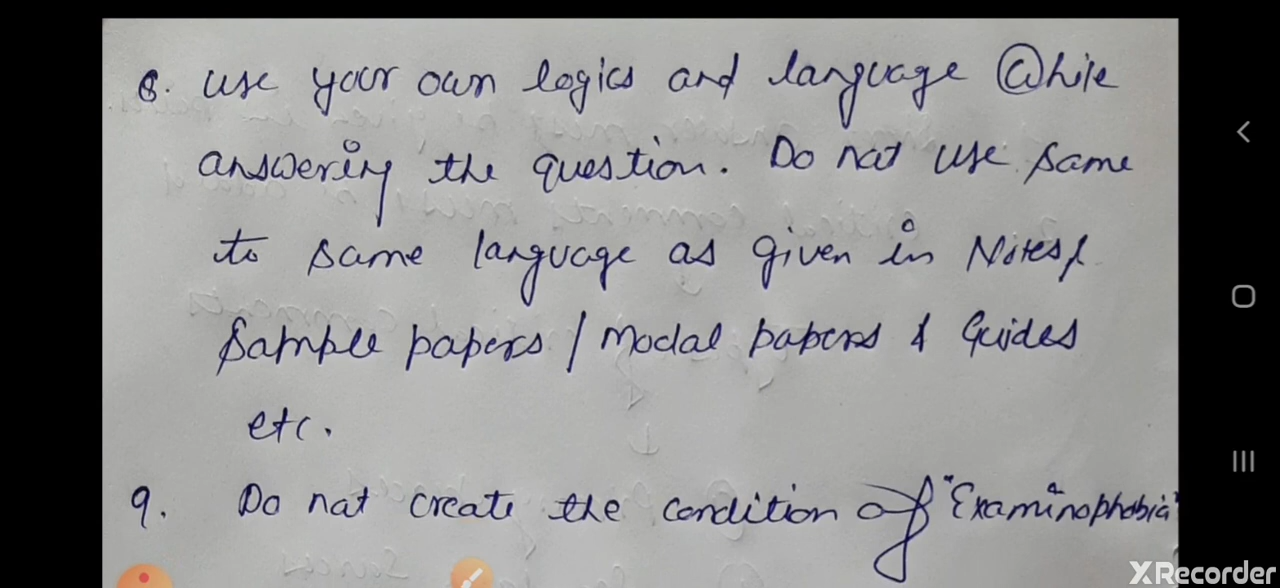 8. use your own logics and language while
answering the question. Do not use same
to same language as given in Notes/
Sample papers / Modal papers & Guides
etc.
9. Do not create the condition of "Examinophobia"
XRecorder